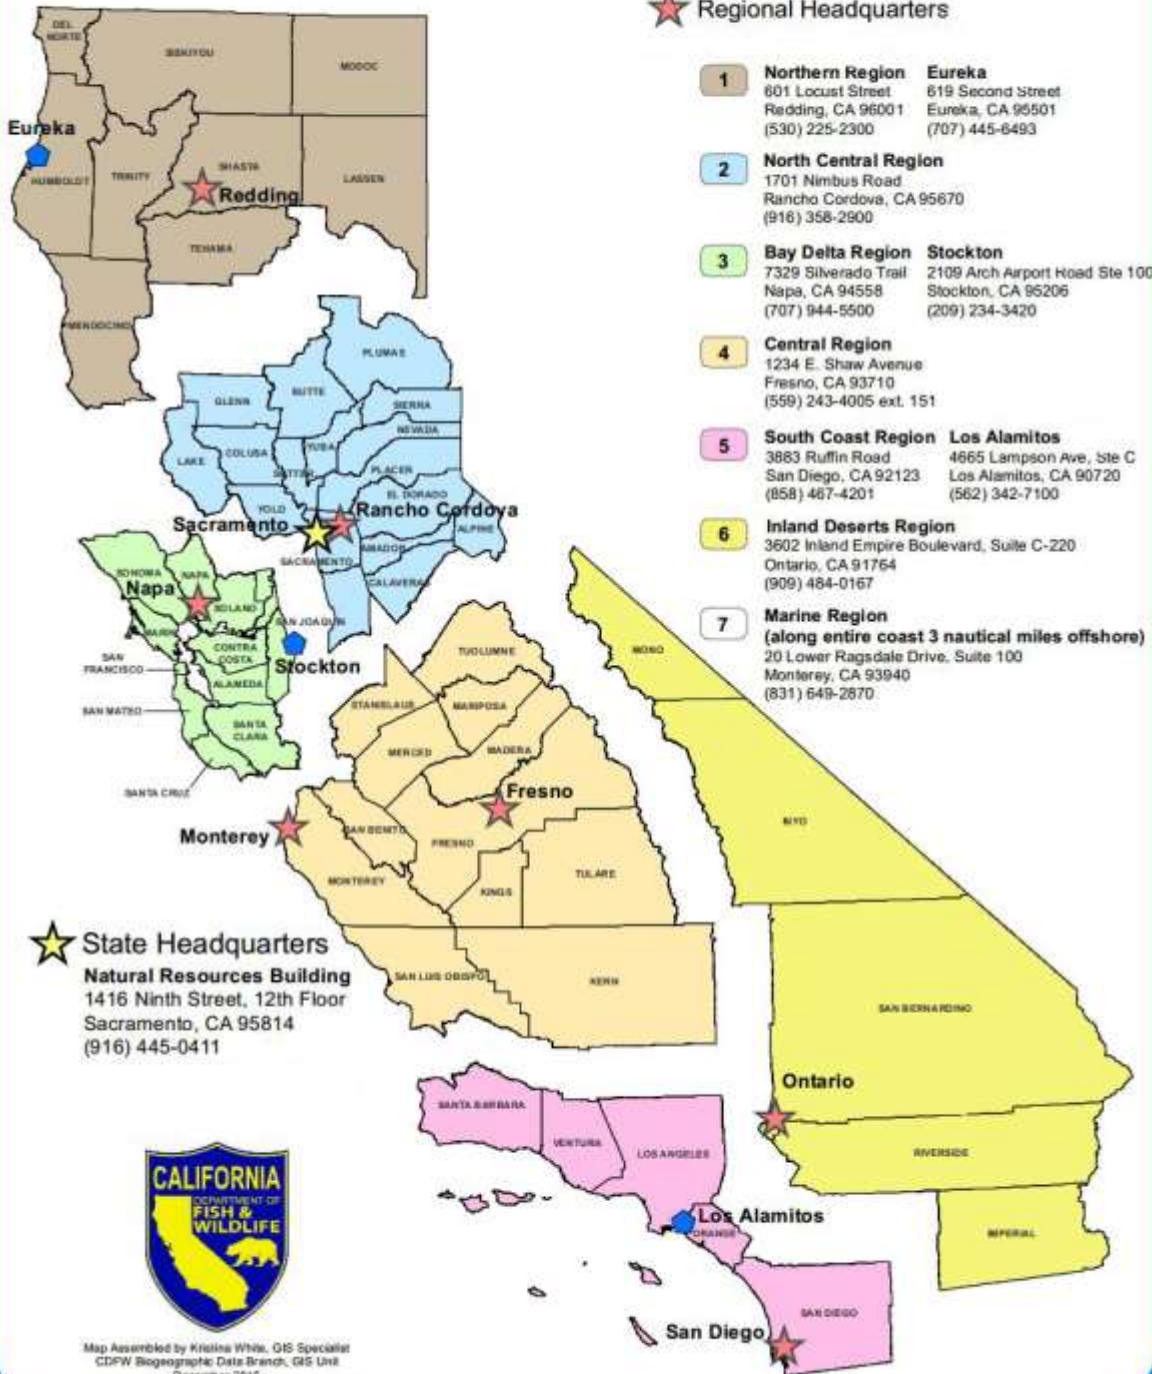 Regional Headquarters
1
Northern Region
601 Locust Street
Redding, CA 96001
(530) 225-2300
Eureka
619 Second Street
Eureka, CA 95501
(707) 445-6493
2
North Central Region
1701 Nimbus Road
Rancho Cordova, CA 95670
(916) 358-2900
3
Bay Delta Region
7329 Silverado Trail
Napa, CA 94558
(707) 944-5500
Stockton
2109 Arch Airport Road Ste 100
Stockton, CA 95206
(209) 234-3420
4
Central Region
1234 E. Shaw Avenue
Fresno, CA 93710
(559) 243-4005 ext. 151
5
South Coast Region
3883 Ruffin Road
San Diego, CA 92123
(858) 467-4201
Los Alamitos
4665 Lampson Ave, Ste C
Los Alamitos, CA 90720
(562) 342-7100
6
Inland Deserts Region
3602 Inland Empire Boulevard, Suite C-220
Ontario, CA 91764
(909) 484-0167
7
Marine Region
(along entire coast 3 nautical miles offshore)
20 Lower Ragsdale Drive, Suite 100
Monterey, CA 93940
(831) 649-2870
DEL
NORTE
SISKIYOU
MODOC
Eureka
HUMBOLDT
TRINITY
SHASTA
Redding
LASSEN
TEHAMA
MENDOCINO
PLUMAS
BUTTE
GLENN
SIERRA
NEVADA
YUBA
COLUSA
LAKE
SUTTER
PLACER
EL DORADO
YOLO
Rancho Cordova
Sacramento
ALPINE
AMADOR
SACRAMENTO
CALAVERAS
SONOMA
NAPA
Napa
SOLANO
SAN JOAQUIN
MARIN
CONTRA
COSTA
Stockton
SAN
FRANCISCO
ALAMEDA
SAN MATEO
SANTA
CLARA
SANTA CRUZ
TUOLUMNE
STANISLAUS
MARIPOSA
MERCED
MADERA
Fresno
Monterey
SAN BENITO
FRESNO
MONTEREY
KINGS
TULARE
SAN LUIS OBISPO
KERN
MONO
INYO
SAN BERNARDINO
Ontario
RIVERSIDE
IMPERIAL
State Headquarters
Natural Resources Building
1416 Ninth Street, 12th Floor
Sacramento, CA 95814
(916) 445-0411
SANTA BARBARA
VENTURA
LOS ANGELES
Los Alamitos
ORANGE
SAN DIEGO
San Diego
CALIFORNIA
DEPARTMENT OF
FISH &
WILDLIFE
Map Assembled by Kristina White, GIS Specialist
CDFW Biogeographic Data Branch, GIS Unit